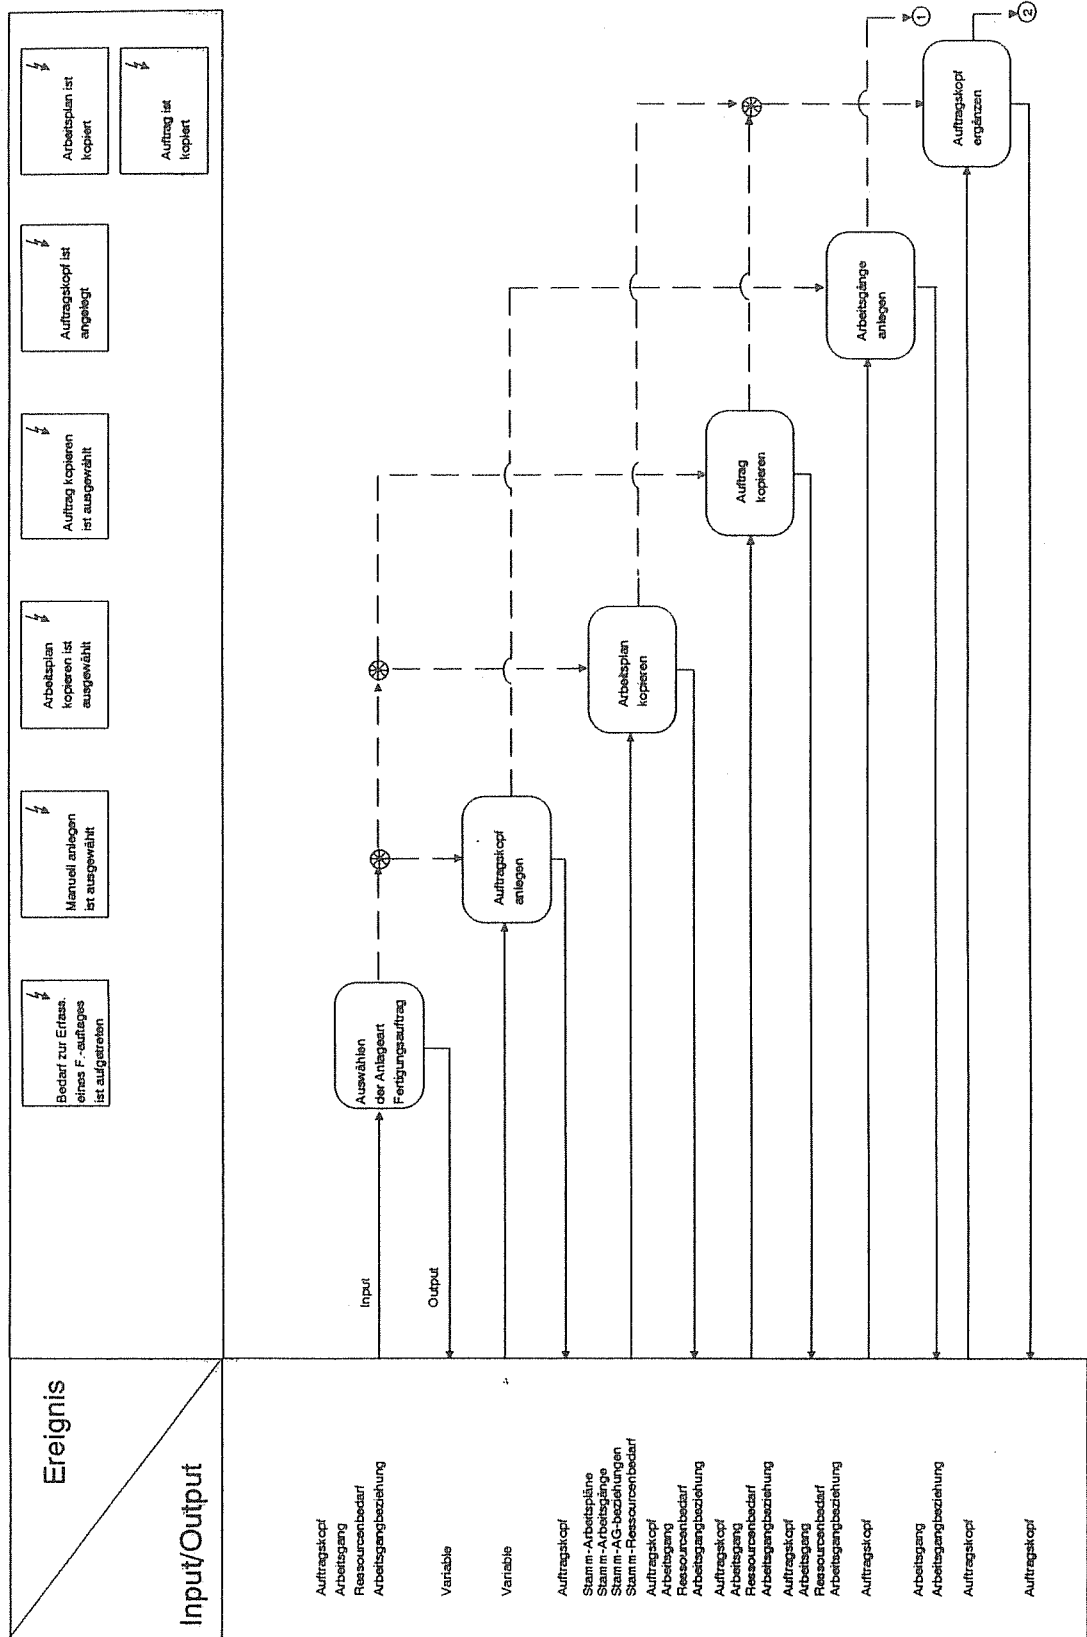 Ereignis
Input/Output
Bedarf zur Erfass.
eines F.-auftages
ist aufgetreten
Manuell anlegen
ist ausgewählt
Arbeitsplan
kopieren ist
ausgewählt
Auftrag kopieren
ist ausgewählt
Auftragskopf ist
angelegt
Arbeitsplan ist
kopiert
Auftrag ist
kopiert
Auftragskopf
Arbeitsgang
Ressourcenbedarf
Arbeitsgangbeziehung
Input
Auswählen
der Anlageart
Fertigungsauftrag
Variable
Output
Variable
Auftragskopf
anlegen
Auftragskopf
Stamm-Arbeitspläne
Stamm-Arbeitsgänge
Stamm-AG-beziehungen
Stamm-Ressourcenbedarf
Arbeitsplan
kopieren
Auftragskopf
Arbeitsgang
Ressourcenbedarf
Arbeitsgangbeziehung
Auftragskopf
Arbeitsgang
Ressourcenbedarf
Arbeitsgangbeziehung
Auftrag
kopieren
Auftragskopf
Arbeitsgang
Ressourcenbedarf
Arbeitsgangbeziehung
Auftragskopf
Arbeitsgänge
anlegen
1
Arbeitsgang
Arbeitsgangbeziehung
Auftragskopf
Auftragskopf
ergänzen
2
Auftragskopf